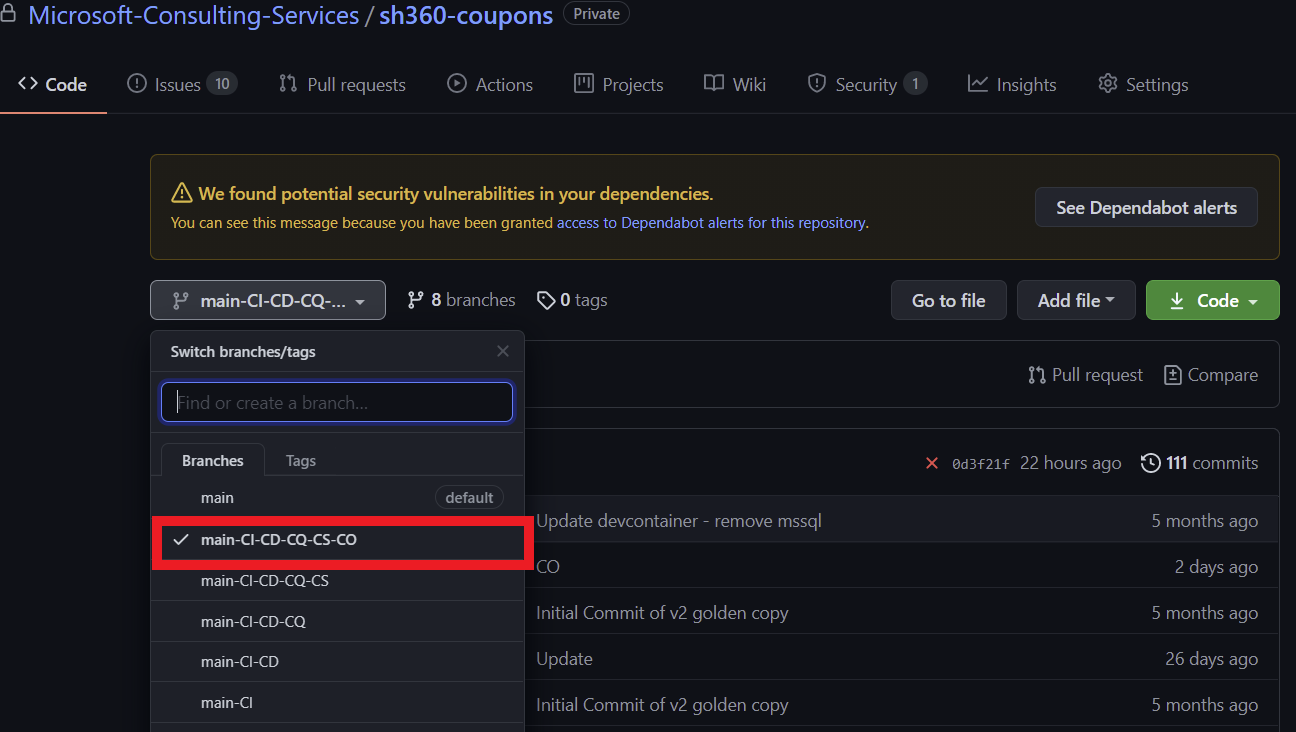 Microsoft-Consulting-Services / sh360-coupons Private
Code Issues 10 Pull requests Actions Projects Wiki Security 1 Insights Settings
We found potential security vulnerabilities in your dependencies.
You can see this message because you have been granted access to Dependabot alerts for this repository.
See Dependabot alerts
main-CI-CD-CQ-... 8 branches 0 tags Go to file Add file Code
Switch branches/tags
Pull request Compare
Find or create a branch...
Branches Tags
0d3f21f 22 hours ago 111 commits
main default
Update devcontainer - remove mssql 5 months ago
main-CI-CD-CQ-CS-CO
CO 2 days ago
main-CI-CD-CQ-CS
Initial Commit of v2 golden copy 5 months ago
main-CI-CD-CQ
main-CI-CD
Update 26 days ago
main-CI
Initial Commit of v2 golden copy 5 months ago